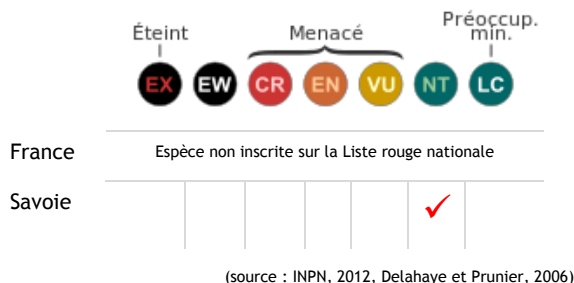 Éteint Menacé Préoccup. min.
EX EW CR EN VU NT LC
France Espèce non inscrite sur la Liste rouge nationale
Savoie
(source : INPN, 2012, Delahaye et Prunier, 2006)